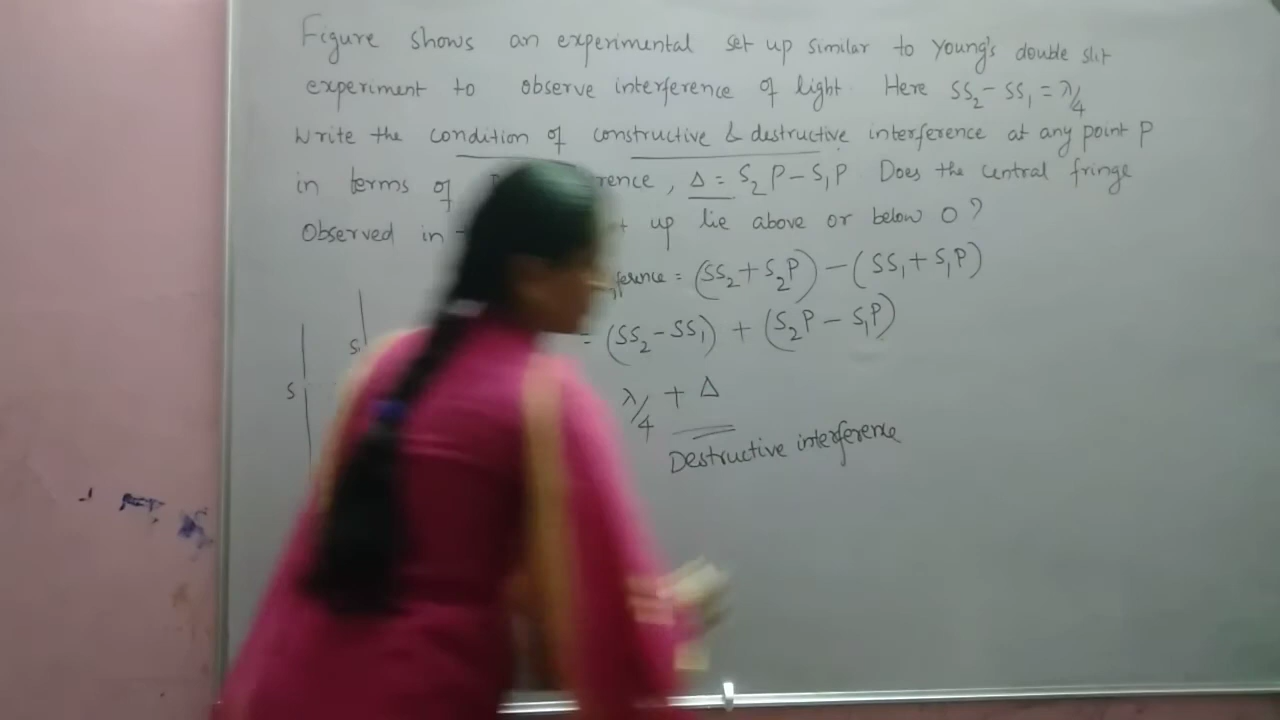 Figure shows an experimental set up similar to Young's double slit
experiment to observe interference of light. Here SS₂ - SS₁ = λ/4
Write the condition of constructive & destructive interference at any point P
in terms of Δ = S₂P - S₁P Does the central fringe
Observed in up lie above or below O?
= (SS₂ + S₂P) - (SS₁ + S₁P)
= (SS₂ - SS₁) + (S₂P - S₁P)
S₁
S
λ/4 + Δ
Destructive interference